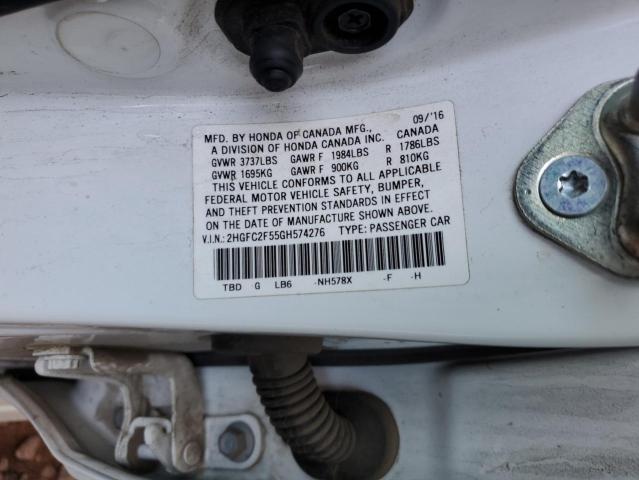 MFD. BY HONDA OF CANADA MFG., 09/'16
A DIVISION OF HONDA CANADA INC. CANADA
GVWR 3737LBS GAWR F 1984LBS R 1786LBS
GVWR 1695KG GAWR F 900KG R 810KG
THIS VEHICLE CONFORMS TO ALL APPLICABLE
FEDERAL MOTOR VEHICLE SAFETY, BUMPER,
AND THEFT PREVENTION STANDARDS IN EFFECT
ON THE DATE OF MANUFACTURE SHOWN ABOVE.
V.I.N.: 2HGFC2F55GH574276 TYPE: PASSENGER CAR
TBD G LB6 -NH578X -F -H